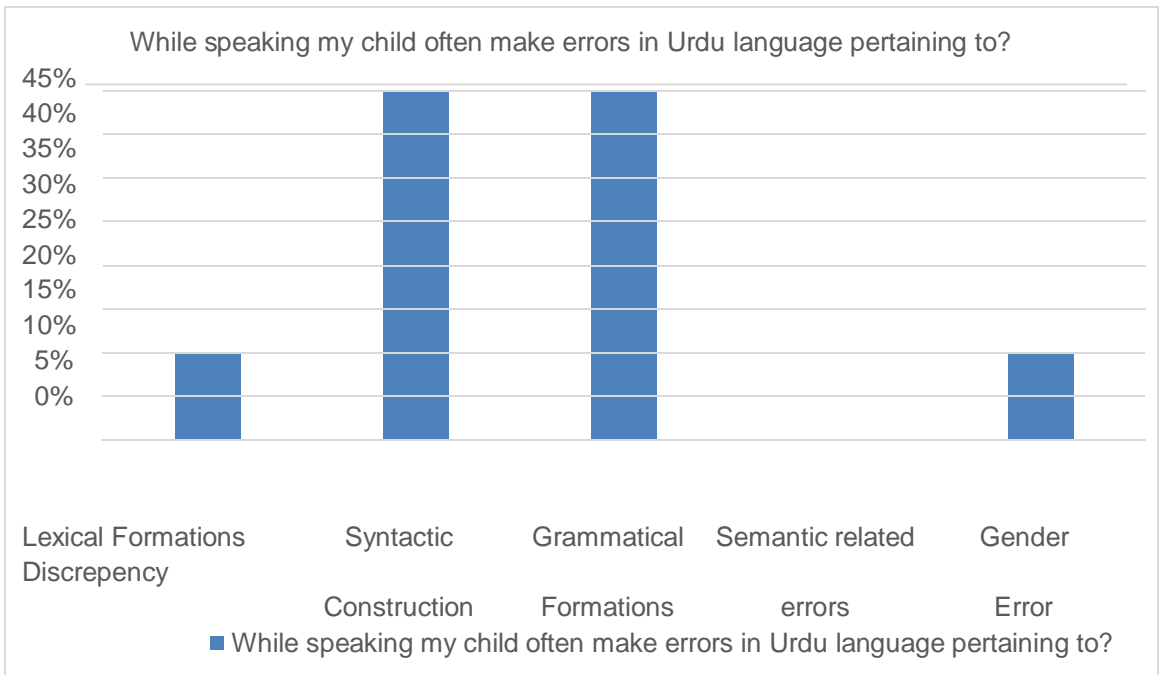 While speaking my child often make errors in Urdu language pertaining to?
45%
40%
35%
30%
25%
20%
15%
10%
5%
0%
Lexical Formations Syntactic Grammatical Semantic related Gender
Discrepency
Construction Formations errors Error
While speaking my child often make errors in Urdu language pertaining to?